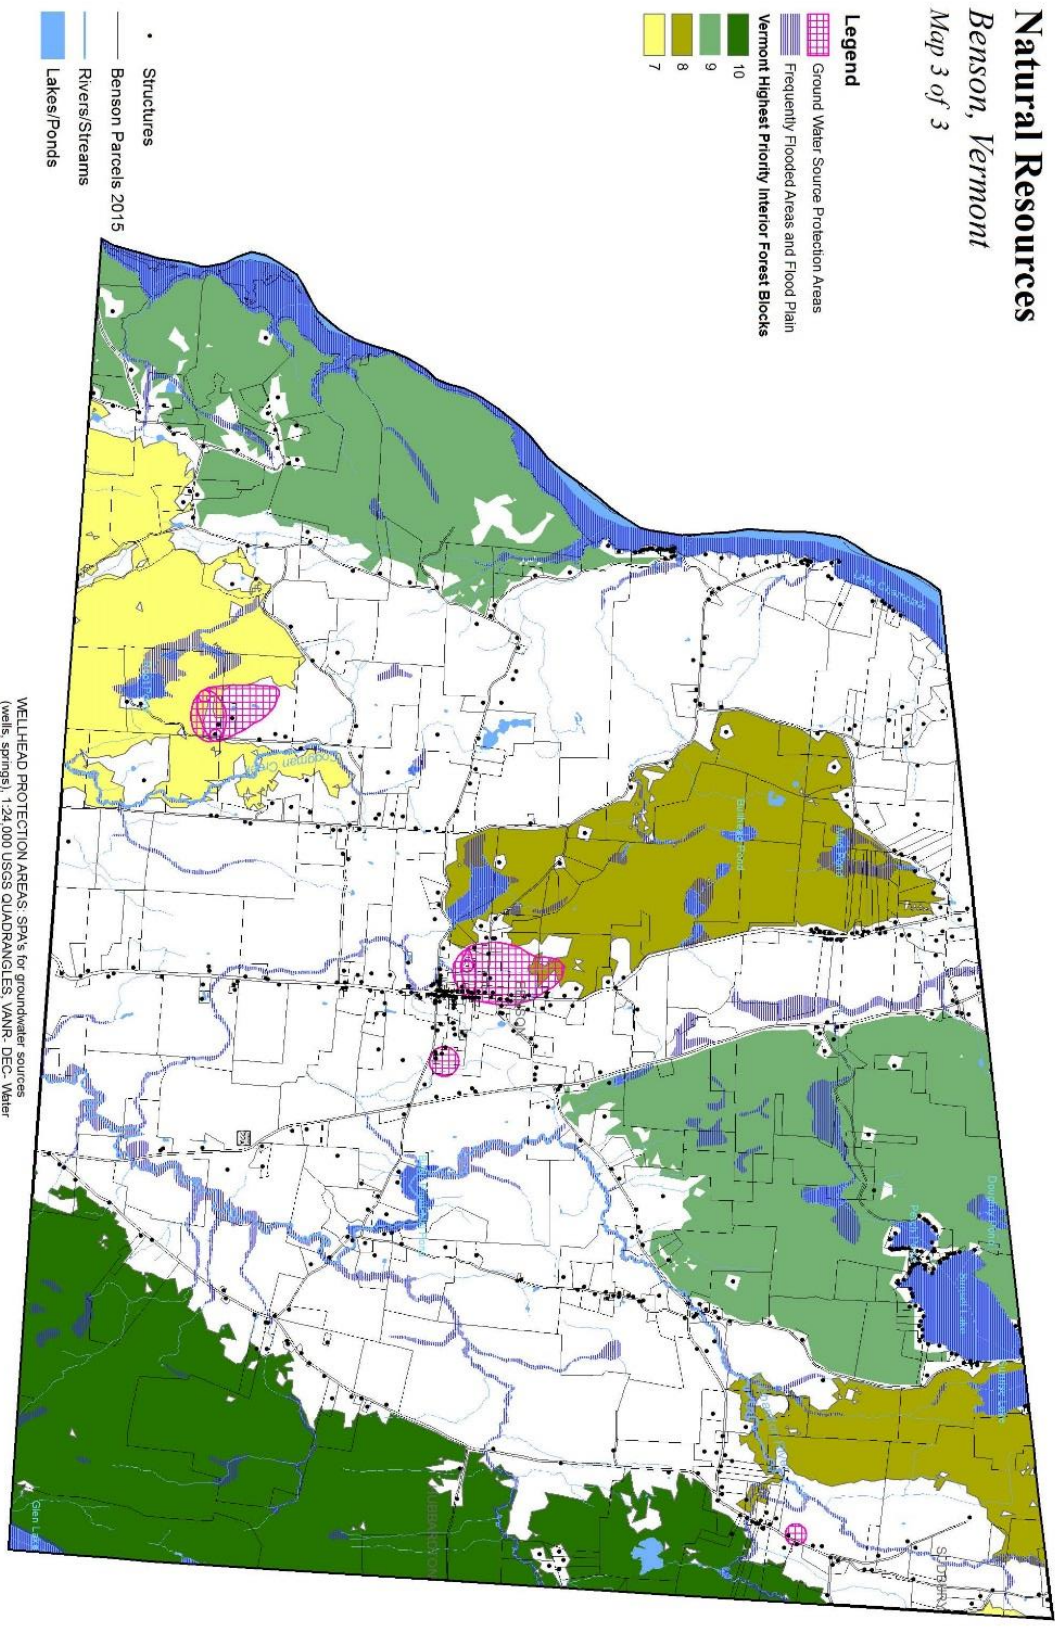 Natural Resources
Benson, Vermont
Map 3 of 3
Legend
Ground Water Source Protection Areas
Frequently Flooded Areas and Flood Plain
Vermont Highest Priority Interior Forest Blocks
10
9
8
7
Structures
Benson Parcels 2015
Rivers/Streams
Lakes/Ponds
Lake Champlain
Sunset Lake
Glen Lake
SUDBURY
WELLHEAD PROTECTION AREAS: SPA's for groundwater sources
(wells, springs), 1:24,000 USGS QUADRANGLES, VANR- DEC- Water